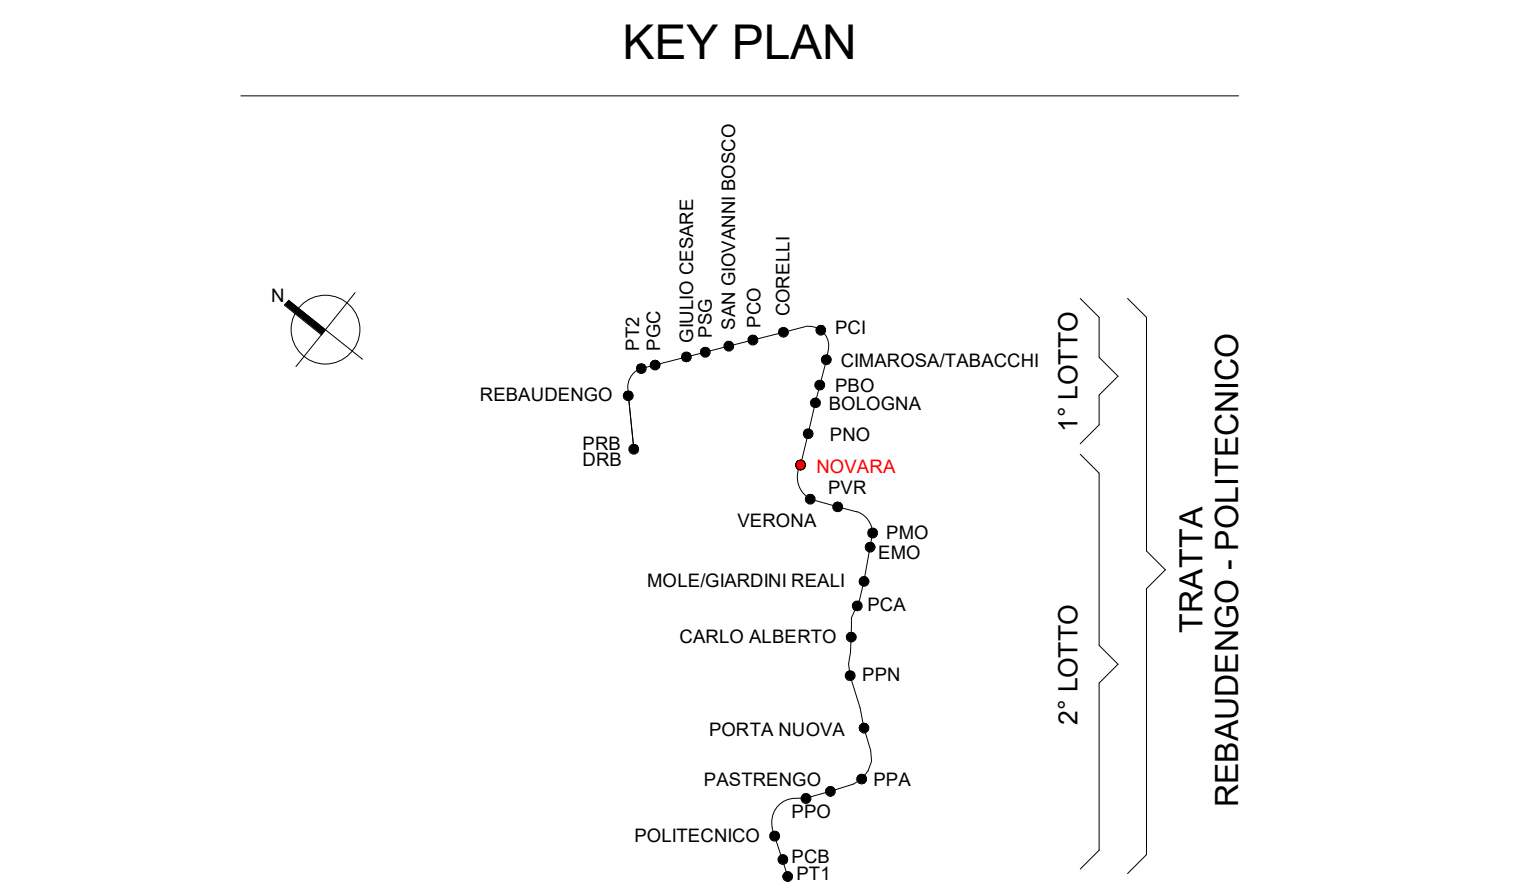 KEY PLAN
N
PT2
PGC
GIULIO CESARE
PSG
SAN GIOVANNI BOSCO
PCO
CORELLI
PCI
CIMAROSA/TABACCHI
REBAUDENGO
PBO
BOLOGNA
PNO
PRB
DRB
NOVARA
PVR
VERONA
PMO
EMO
MOLE/GIARDINI REALI
PCA
CARLO ALBERTO
PPN
PORTA NUOVA
PASTRENGO
PPA
PPO
POLITECNICO
PCB
PT1
1° LOTTO
2° LOTTO
TRATTA
REBAUDENGO - POLITECNICO